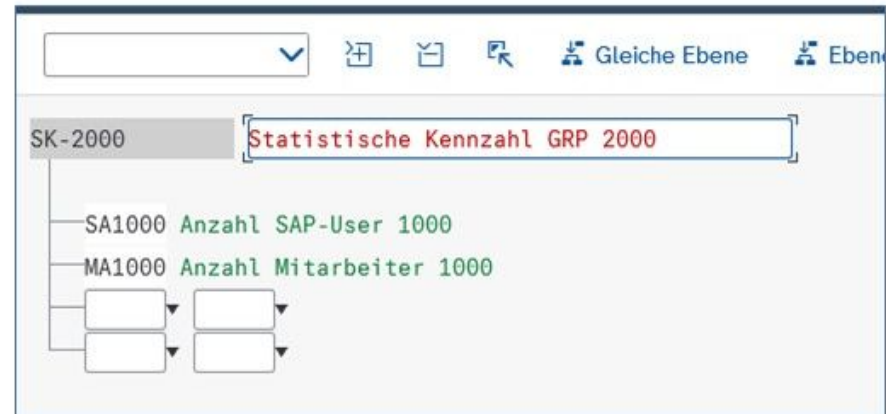 Gleiche Ebene Eben
SK-2000 Statistische Kennzahl GRP 2000
SA1000 Anzahl SAP-User 1000
MA1000 Anzahl Mitarbeiter 1000